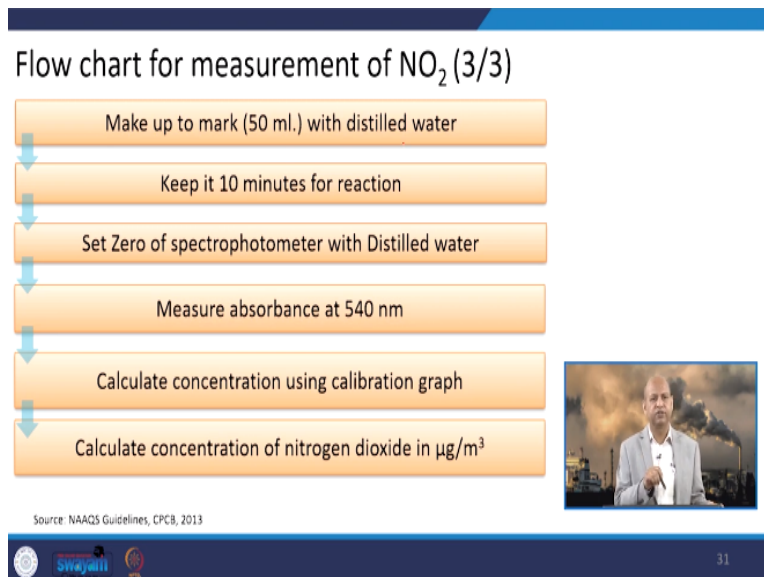 Flow chart for measurement of NO₂ (3/3)
Make up to mark (50 ml.) with distilled water
Keep it 10 minutes for reaction
Set Zero of spectrophotometer with Distilled water
Measure absorbance at 540 nm
Calculate concentration using calibration graph
Calculate concentration of nitrogen dioxide in µg/m³
Source: NAAQS Guidelines, CPCB, 2013
swayam
31